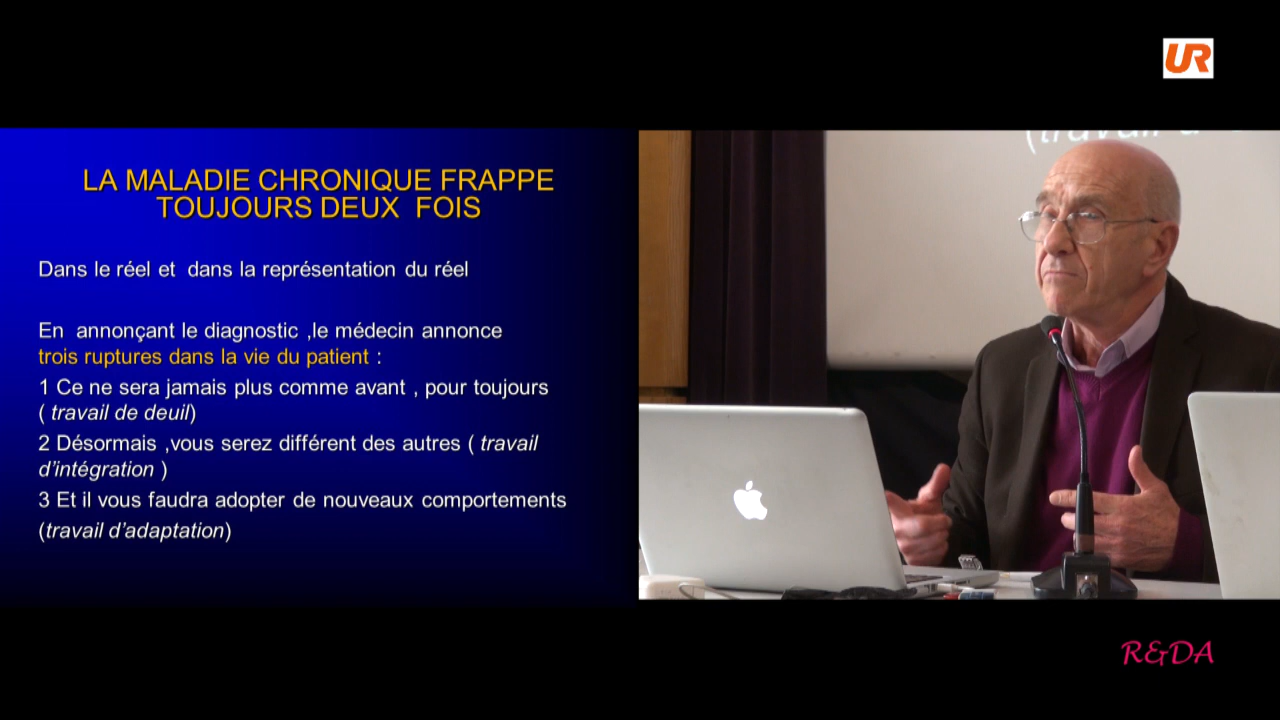 UR
LA MALADIE CHRONIQUE FRAPPE
TOUJOURS DEUX FOIS
Dans le réel et dans la représentation du réel
En annonçant le diagnostic ,le médecin annonce
trois ruptures dans la vie du patient :
1 Ce ne sera jamais plus comme avant , pour toujours
( travail de deuil)
2 Désormais ,vous serez différent des autres ( travail
d'intégration )
3 Et il vous faudra adopter de nouveaux comportements
(travail d'adaptation)
(travail d
R&DA